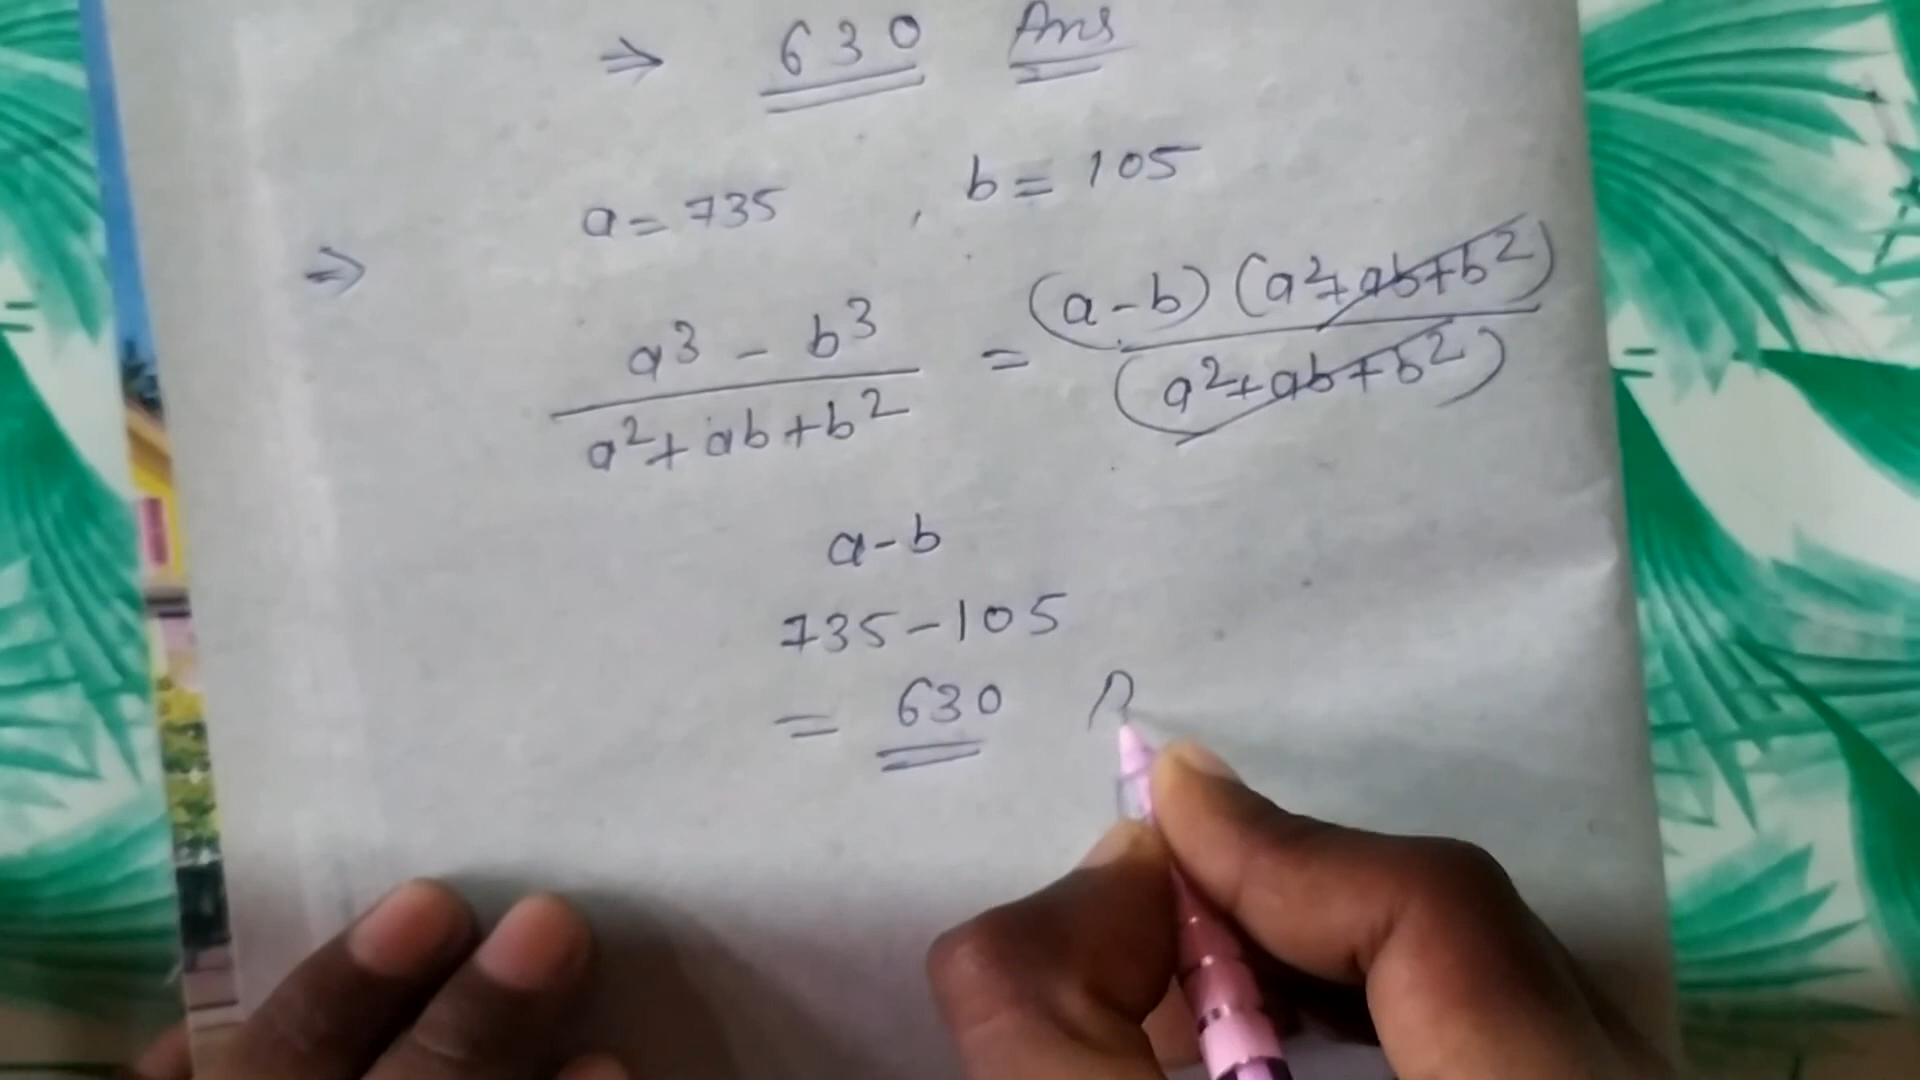 ⇒ 630 Ans
a = 735 , b = 105
⇒
a³ - b³ / a² + ab + b² = (a - b) (a² + ab + b²) / (a² + ab + b²)
a - b
735 - 105
= 630